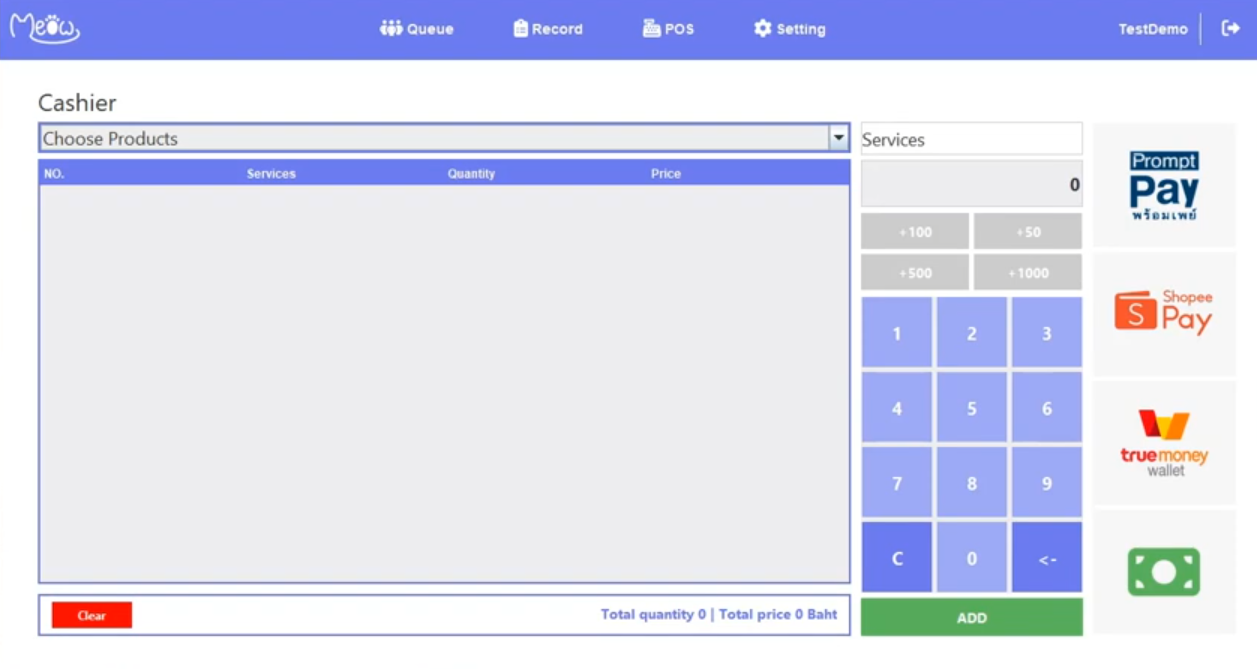 Meow
Queue
Record
POS
Setting
TestDemo
Cashier
Choose Products
NO. Services Quantity Price
Services
0
+100 +50
+500 +1000
1 2 3
4 5 6
7 8 9
C 0 <-
ADD
Clear
Total quantity 0 | Total price 0 Baht
Prompt
Pay
พร้อมเพย์
S
Shopee
Pay
truemoney
wallet